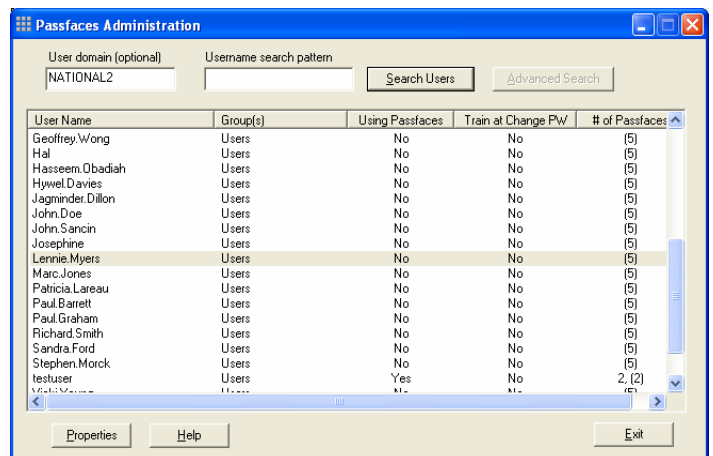 Passfaces Administration
User domain (optional) Username search pattern
NATIONAL2 Search Users Advanced Search
User Name Group(s) Using Passfaces Train at Change PW # of Passfaces
Geoffrey.Wong Users No No (5)
Hal Users No No (5)
Hasseem.Obadiah Users No No (5)
Hywel.Davies Users No No (5)
Jagminder.Dillon Users No No (5)
John.Doe Users No No (5)
John.Sancin Users No No (5)
Josephine Users No No (5)
Lennie.Myers Users No No (5)
Marc.Jones Users No No (5)
Patricia.Lareau Users No No (5)
Paul.Barrett Users No No (5)
Paul.Graham Users No No (5)
Richard.Smith Users No No (5)
Sandra.Ford Users No No (5)
Stephen.Morck Users No No (5)
testuser Users Yes No 2, (2)
Properties Help Exit